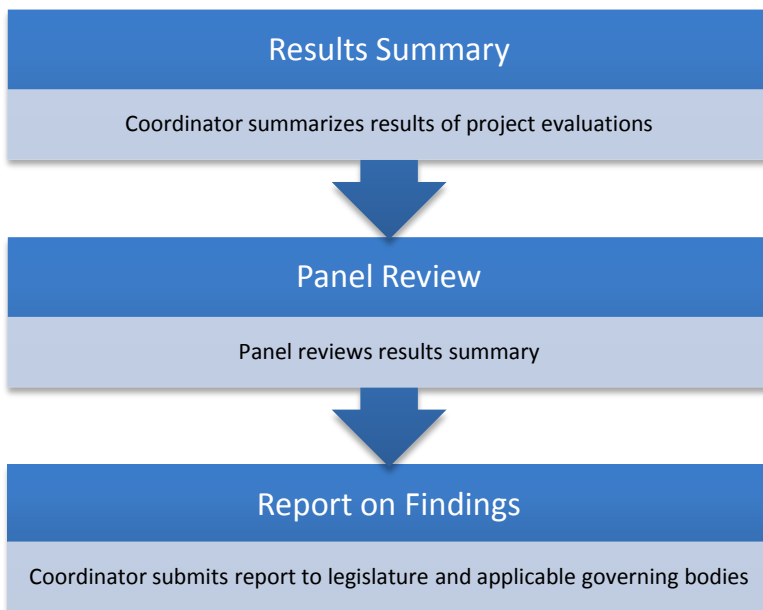 Results Summary
Coordinator summarizes results of project evaluations
Panel Review
Panel reviews results summary
Report on Findings
Coordinator submits report to legislature and applicable governing bodies